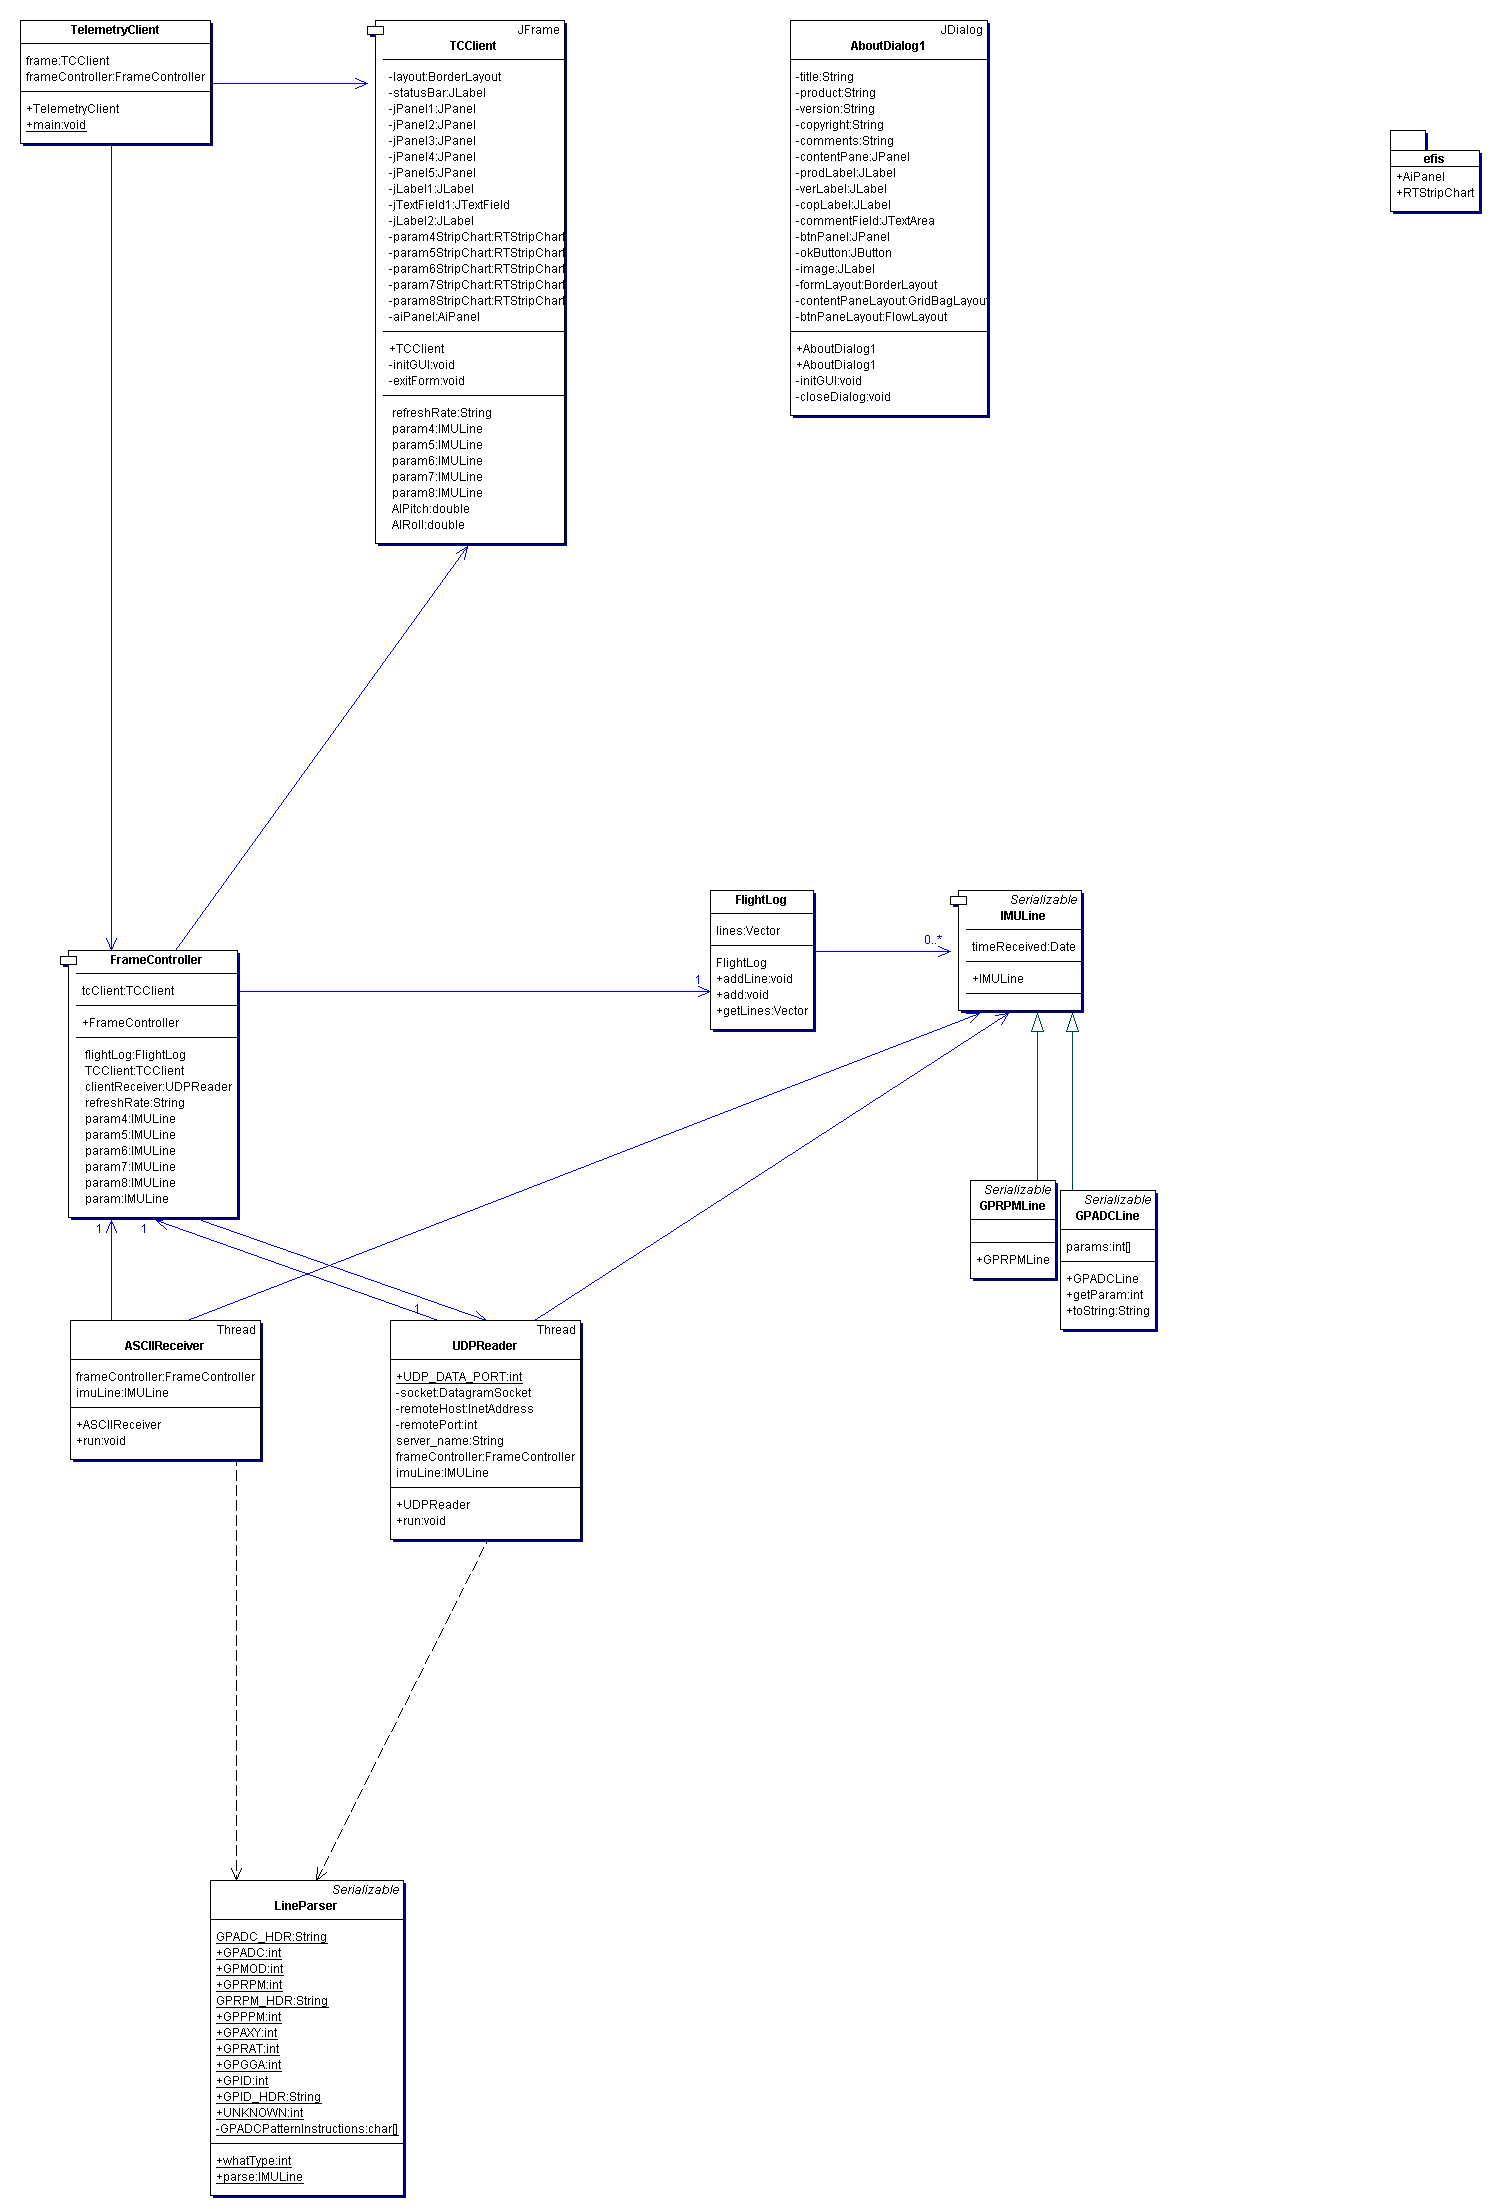 TelemetryClient
frame:TCClient
frameController:FrameController
+TelemetryClient
+main:void
JFrame
TCClient
-layout:BorderLayout
-statusBar:JLabel
-jPanel1:JPanel
-jPanel2:JPanel
-jPanel3:JPanel
-jPanel4:JPanel
-jPanel5:JPanel
-jLabel1:JLabel
-jTextField1:JTextField
-jLabel2:JLabel
-param4StripChart:RTStripChart
-param5StripChart:RTStripChart
-param6StripChart:RTStripChart
-param7StripChart:RTStripChart
-param8StripChart:RTStripChart
-aiPanel:AiPanel
+TCClient
-initGUI:void
-exitForm:void
refreshRate:String
param4:IMULine
param5:IMULine
param6:IMULine
param7:IMULine
param8:IMULine
AIPitch:double
AIRoll:double
JDialog
AboutDialog1
-title:String
-product:String
-version:String
-copyright:String
-comments:String
-contentPane:JPanel
-prodLabel:JLabel
-verLabel:JLabel
-copLabel:JLabel
-commentField:JTextArea
-btnPanel:JPanel
-okButton:JButton
-image:JLabel
-formLayout:BorderLayout
-contentPaneLayout:GridBagLayout
-btnPaneLayout:FlowLayout
+AboutDialog1
+AboutDialog1
-initGUI:void
-closeDialog:void
efis
+AiPanel
+RTStripChart
FrameController
tcClient:TCClient
+FrameController
flightLog:FlightLog
TCClient:TCClient
clientReceiver:UDPReader
refreshRate:String
param4:IMULine
param5:IMULine
param6:IMULine
param7:IMULine
param8:IMULine
param:IMULine
1
FlightLog
lines:Vector
FlightLog
+addLine:void
+add:void
+getLines:Vector
0..*
Serializable
IMULine
timeReceived:Date
+IMULine
Serializable
GPRPMLine
+GPRPMLine
Serializable
GPADCLine
params:int[]
+GPADCLine
+getParam:int
+toString:String
1
1
1
Thread
ASCIIReceiver
frameController:FrameController
imuLine:IMULine
+ASCIIReceiver
+run:void
Thread
UDPReader
+UDP_DATA_PORT:int
-socket:DatagramSocket
-remoteHost:InetAddress
-remotePort:int
server_name:String
frameController:FrameController
imuLine:IMULine
+UDPReader
+run:void
Serializable
LineParser
GPADC_HDR:String
+GPADC:int
+GPMOD:int
+GPRPM:int
GPRPM_HDR:String
+GPPPM:int
+GPAXY:int
+GPRAT:int
+GPGGA:int
+GPID:int
+GPID_HDR:String
+UNKNOWN:int
-GPADCPatternInstructions:char[]
+whatType:int
+parse:IMULine